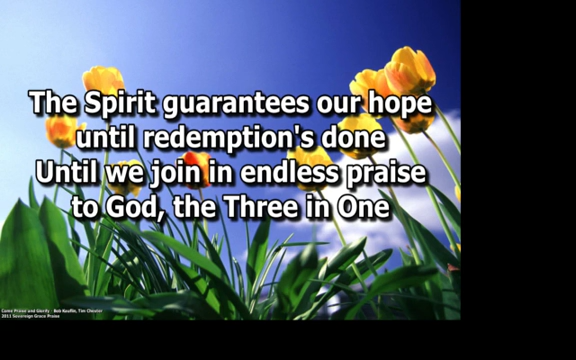 The Spirit guarantees our hope
until redemption's done
Until we join in endless praise
to God, the Three in One
Come Praise and Glorify - Bob Kauflin, Tim Chester
2011 Sovereign Grace Praise